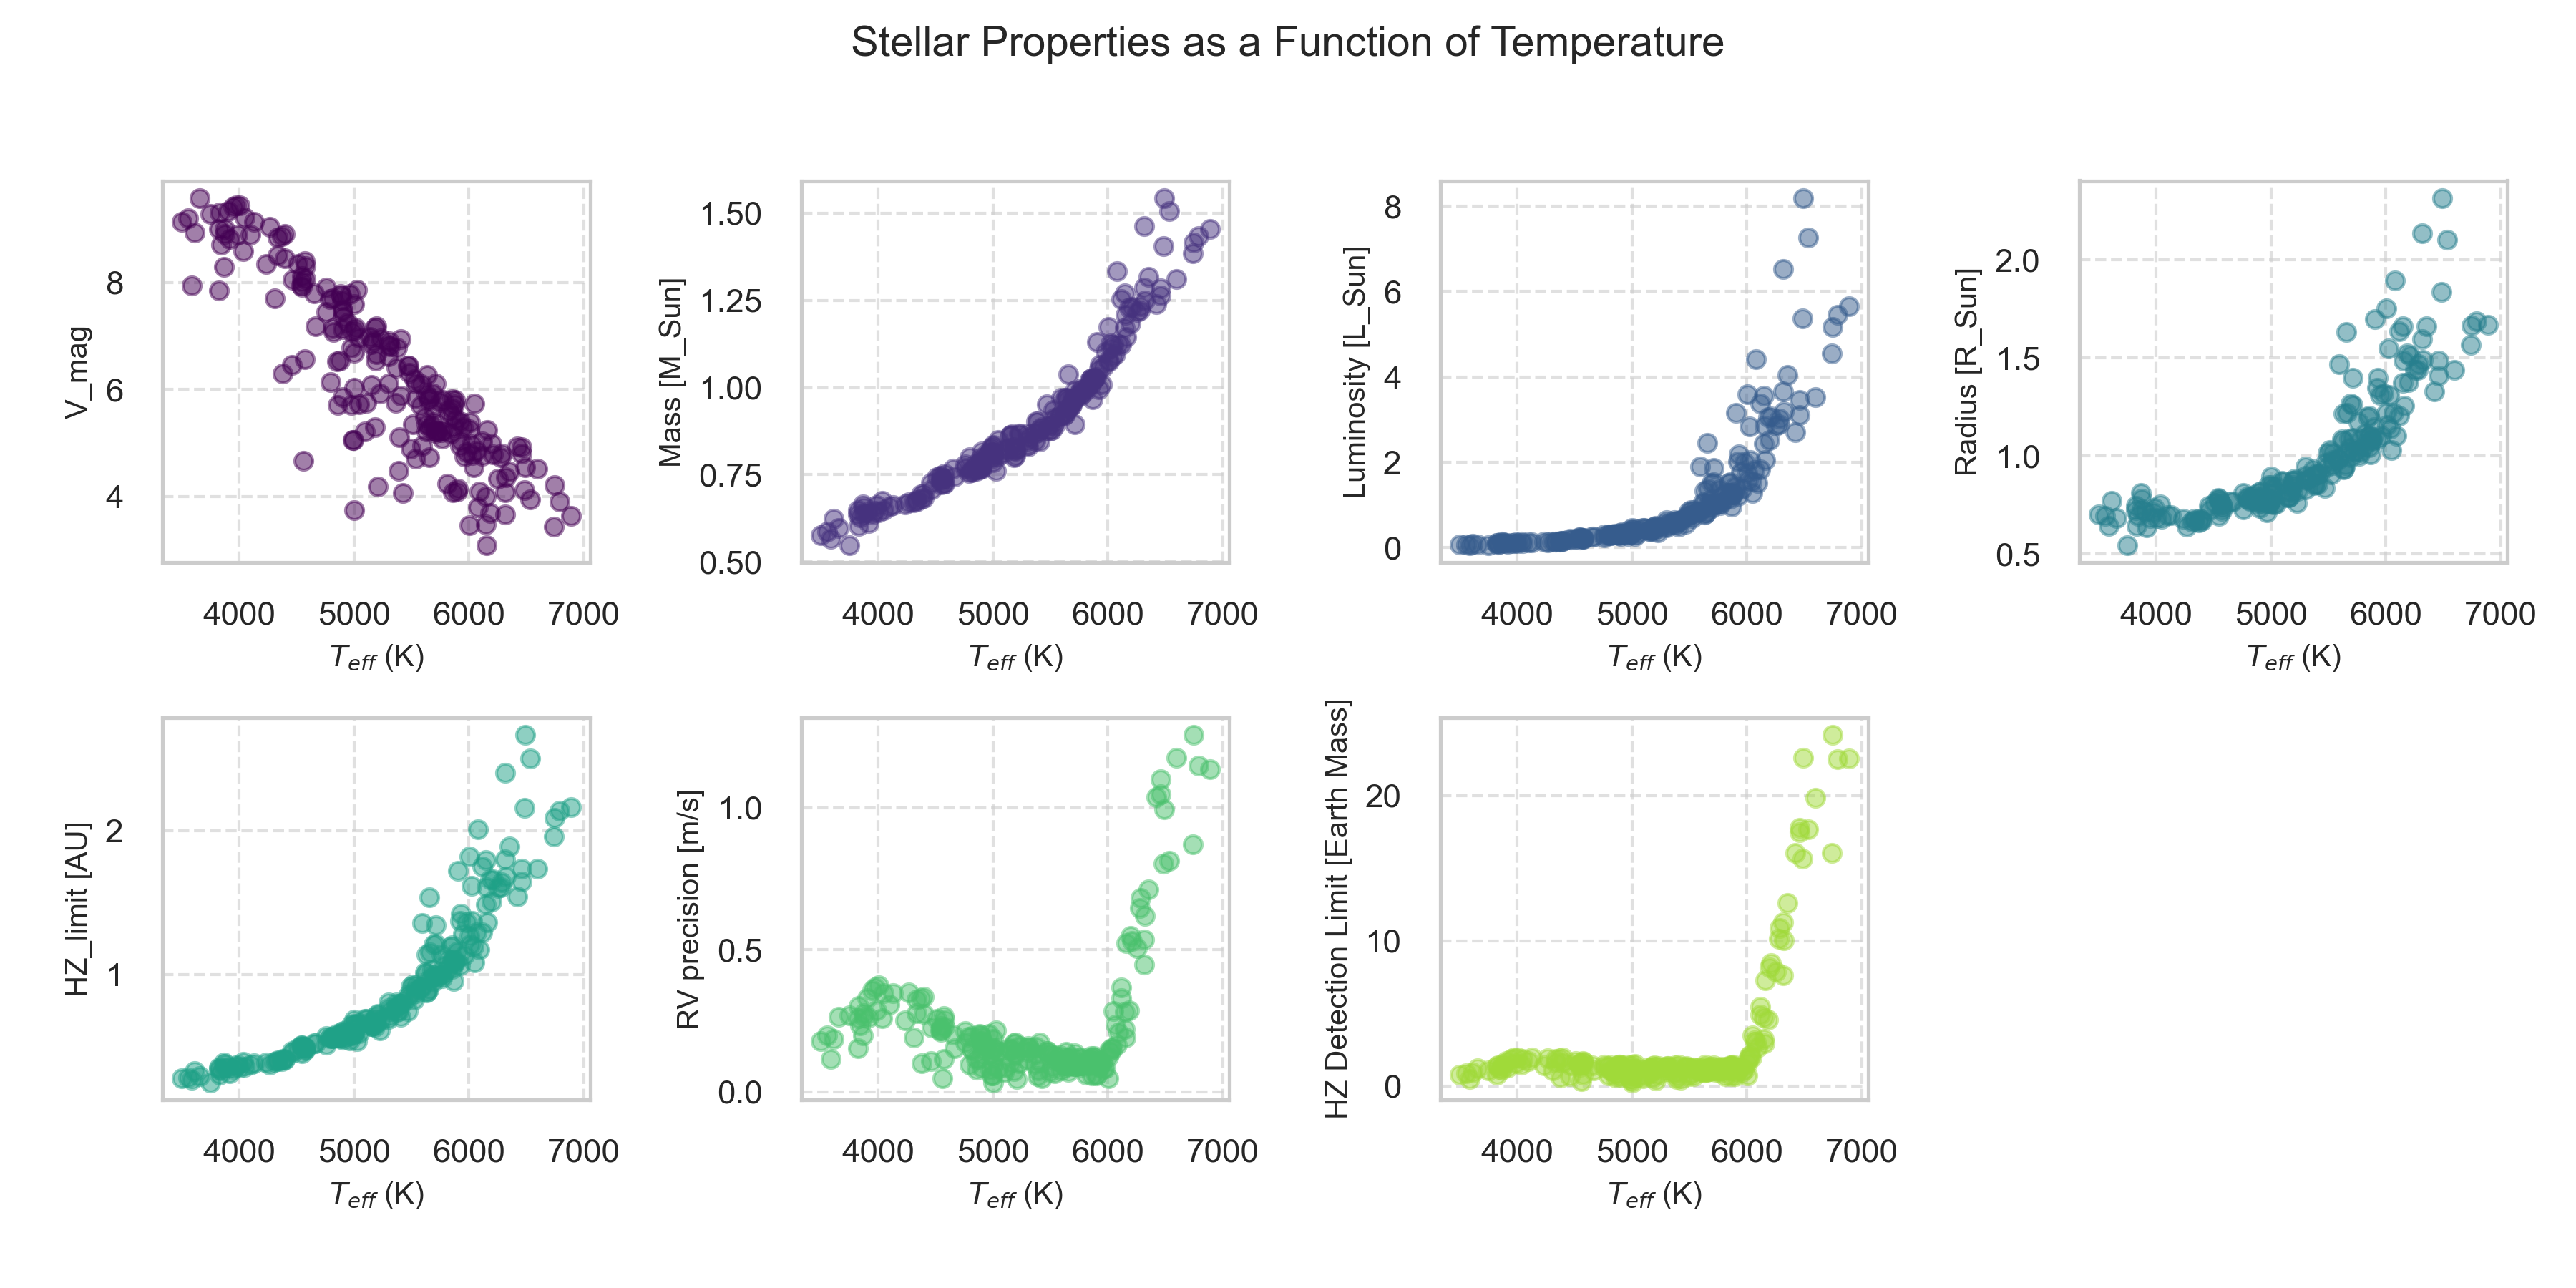 Stellar Properties as a Function of Temperature
V_mag
8
6
4
4000 5000 6000 7000
T_eff (K)
Mass [M_Sun]
1.50
1.25
1.00
0.75
0.50
4000 5000 6000 7000
T_eff (K)
Luminosity [L_Sun]
8
6
4
2
0
4000 5000 6000 7000
T_eff (K)
Radius [R_Sun]
2.0
1.5
1.0
0.5
4000 5000 6000 7000
T_eff (K)
HZ_limit [AU]
2
1
4000 5000 6000 7000
T_eff (K)
RV precision [m/s]
1.0
0.5
0.0
4000 5000 6000 7000
T_eff (K)
HZ Detection Limit [Earth Mass]
20
10
0
4000 5000 6000 7000
T_eff (K)